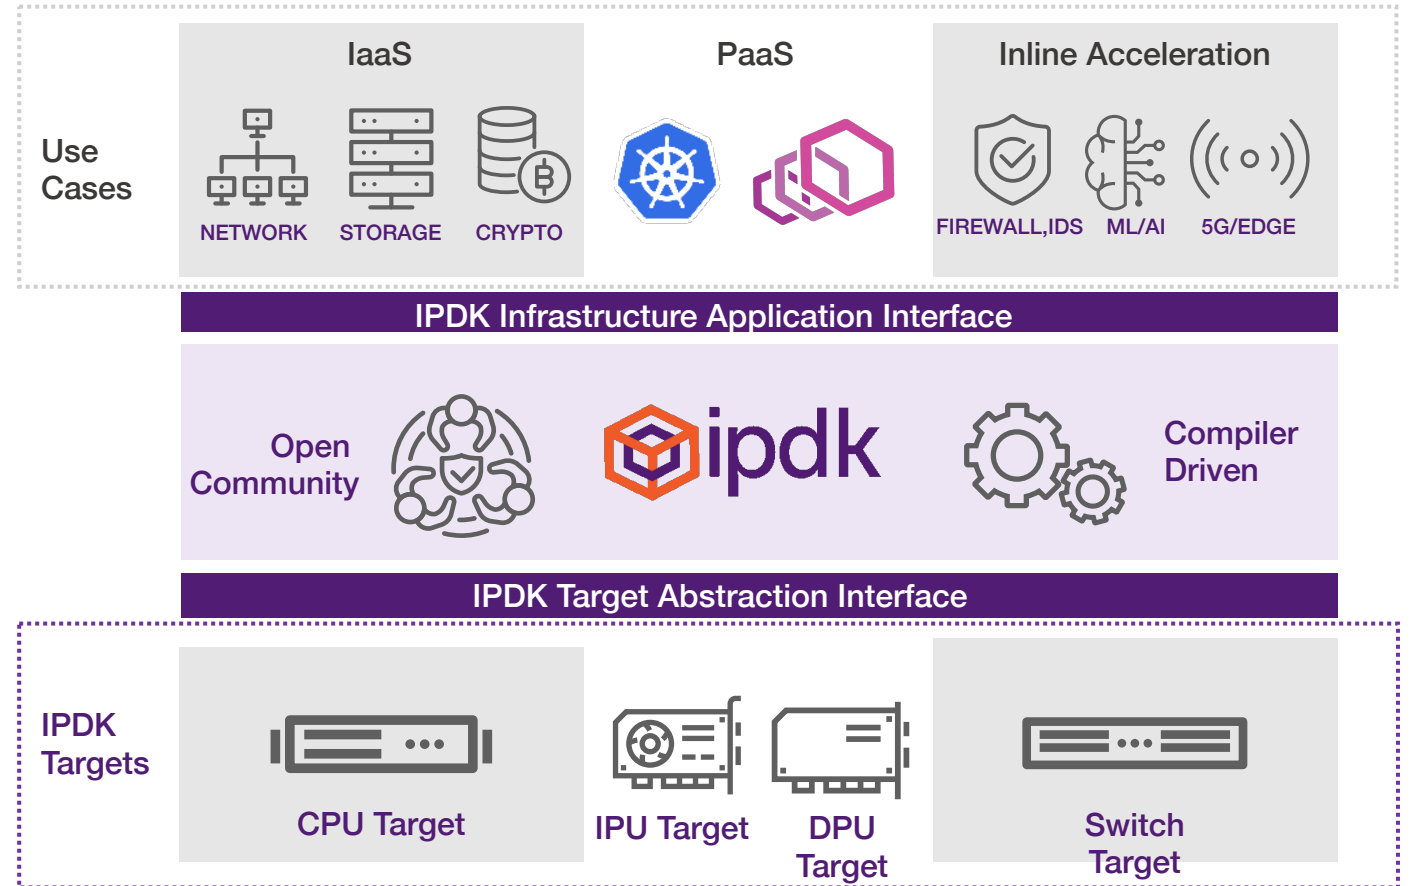 IaaS
PaaS
Inline Acceleration
Use
Cases
NETWORK
STORAGE
CRYPTO
FIREWALL,IDS
ML/AI
5G/EDGE
IPDK Infrastructure Application Interface
Open
Community
ipdk
Compiler
Driven
IPDK Target Abstraction Interface
IPDK
Targets
CPU Target
IPU Target
DPU
Target
Switch
Target